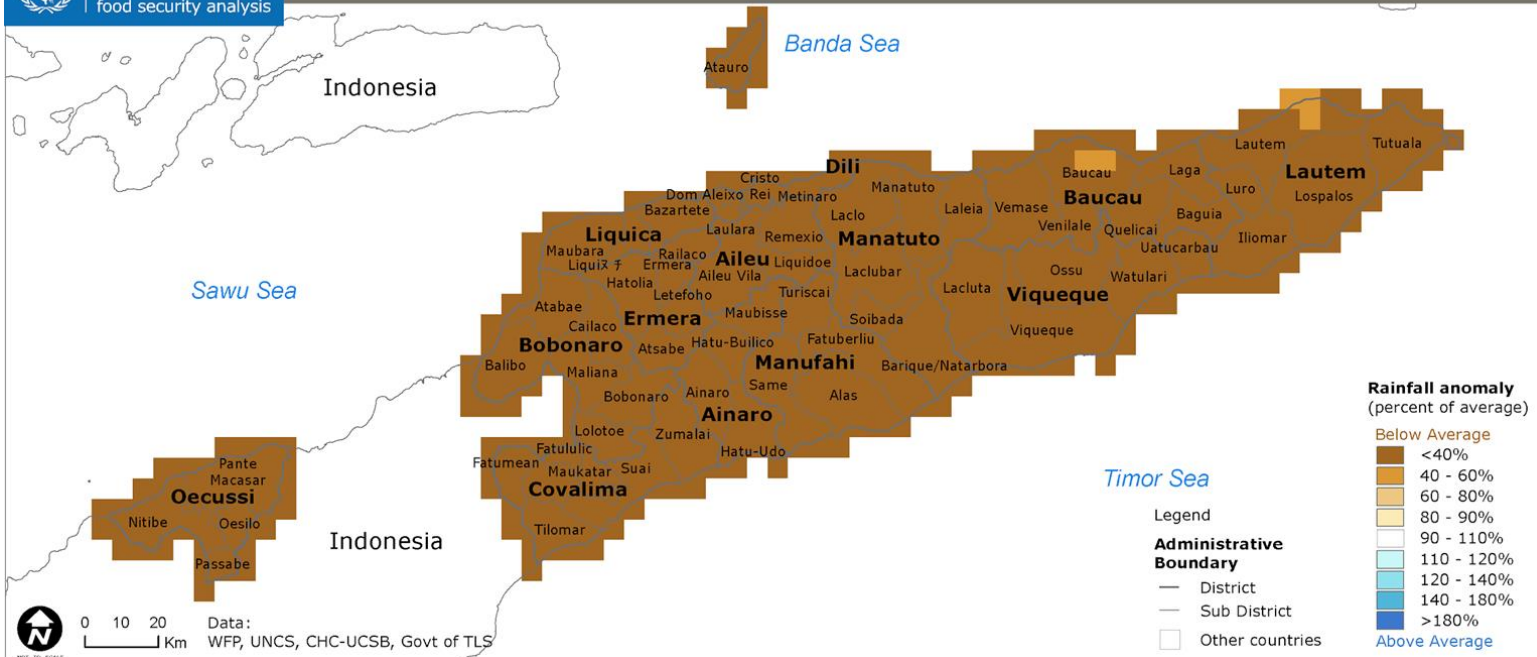 food security analysis
Banda Sea
Atauro
Indonesia
Lautem
Tutuala
Dili
Cristo
Dom Aleixo Rei Metinaro
Manatuto
Baucau
Laga
Lautem
Luro
Lospalos
Bazartete
Laclo
Laleia
Vemase
Baucau
Baguia
Liquica
Laulara
Remexio
Manatuto
Venilale
Quelicai
Iliomar
Maubara
Railaco
Aileu
Liquidoe
Uatucarbau
Liquiヌ チ
Ermera
Aileu Vila
Laclubar
Ossu
Watulari
Sawu Sea
Hatolia
Letefoho
Turiscai
Lacluta
Viqueque
Atabae
Ermera
Maubisse
Soibada
Cailaco
Viqueque
Bobonaro
Atsabe
Hatu-Builico
Fatuberliu
Balibo
Maliana
Manufahi
Barique/Natarbora
Bobonaro
Ainaro
Same
Alas
Ainaro
Lolotoe
Zumalai
Fatululic
Hatu-Udo
Fatumean
Maukatar
Suai
Covalima
Tilomar
Pante
Macasar
Oecussi
Nitibe
Oesilo
Passabe
Indonesia
Timor Sea
Rainfall anomaly
(percent of average)
Below Average
<40%
40 - 60%
60 - 80%
80 - 90%
90 - 110%
110 - 120%
120 - 140%
140 - 180%
>180%
Above Average
Legend
Administrative
Boundary
District
Sub District
Other countries
N
0 10 20
Km
Data:
WFP, UNCS, CHC-UCSB, Govt of TLS